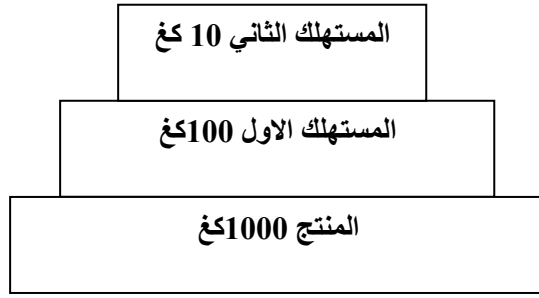 المستهلك الثاني 10 كغ
المستهلك الاول 100كغ
المنتج 1000كغ